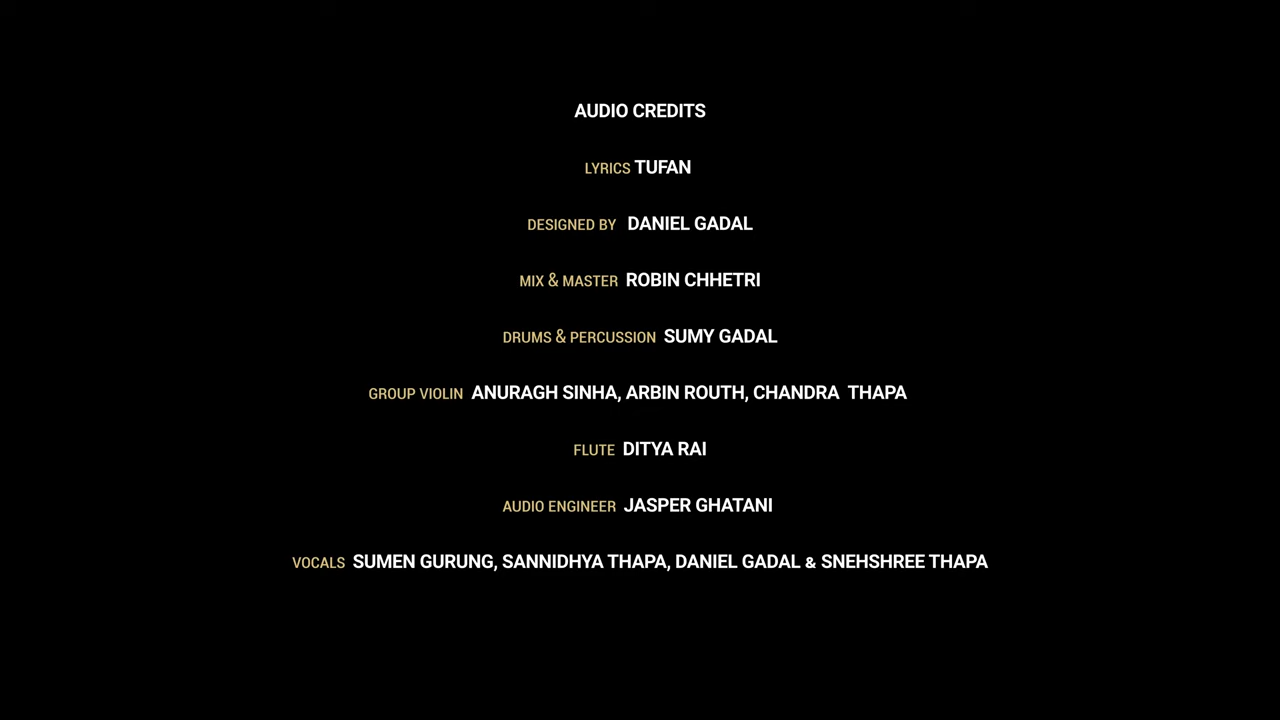 AUDIO CREDITS
LYRICS TUFAN
DESIGNED BY DANIEL GADAL
MIX & MASTER ROBIN CHHETRI
DRUMS & PERCUSSION SUMY GADAL
GROUP VIOLIN ANURAGH SINHA, ARBIN ROUTH, CHANDRA THAPA
FLUTE DITYA RAI
AUDIO ENGINEER JASPER GHATANI
VOCALS SUMEN GURUNG, SANNIDHYA THAPA, DANIEL GADAL & SNEHSHREE THAPA